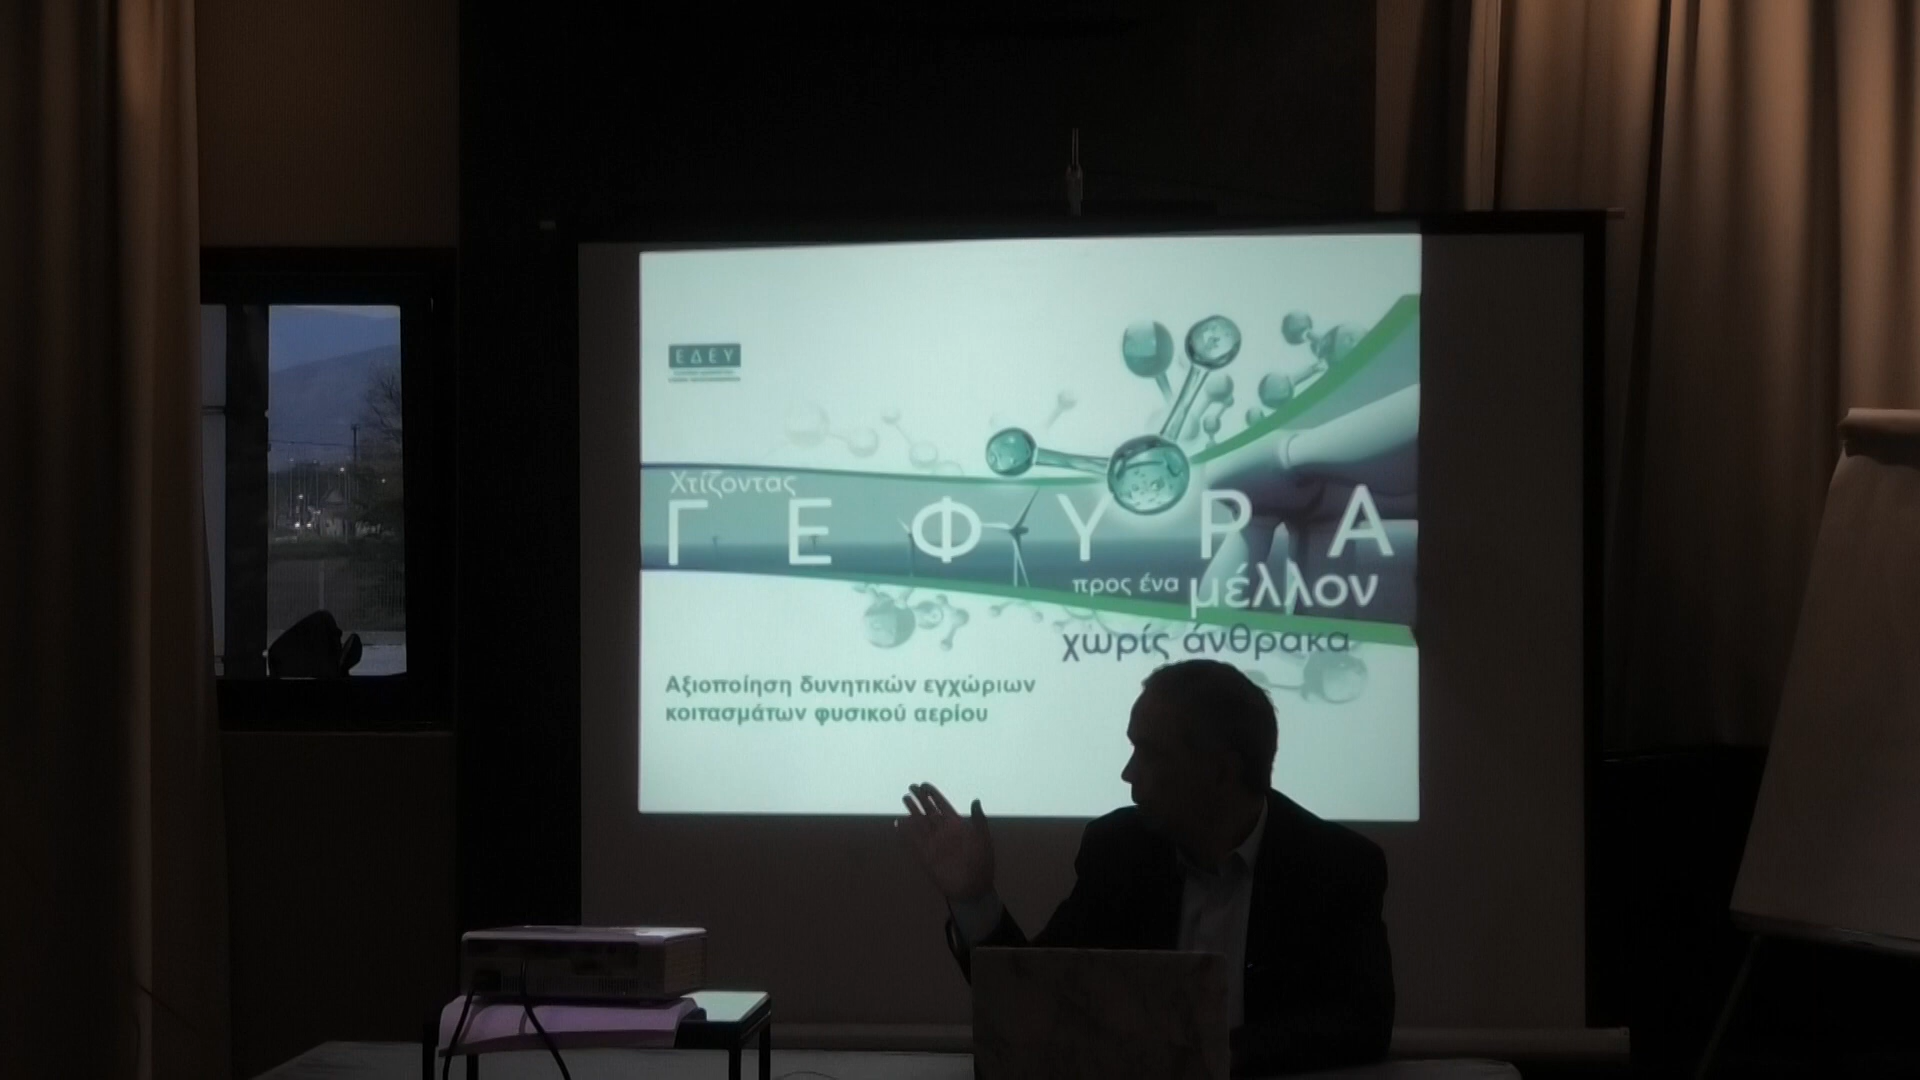 ΕΔΕΥ
Χτίζοντας
ΓΕΦΥΡΑ
προς ένα μέλλον
χωρίς άνθρακα
Αξιοποίηση δυνητικών εγχώριων
κοιτασμάτων φυσικού αερίου